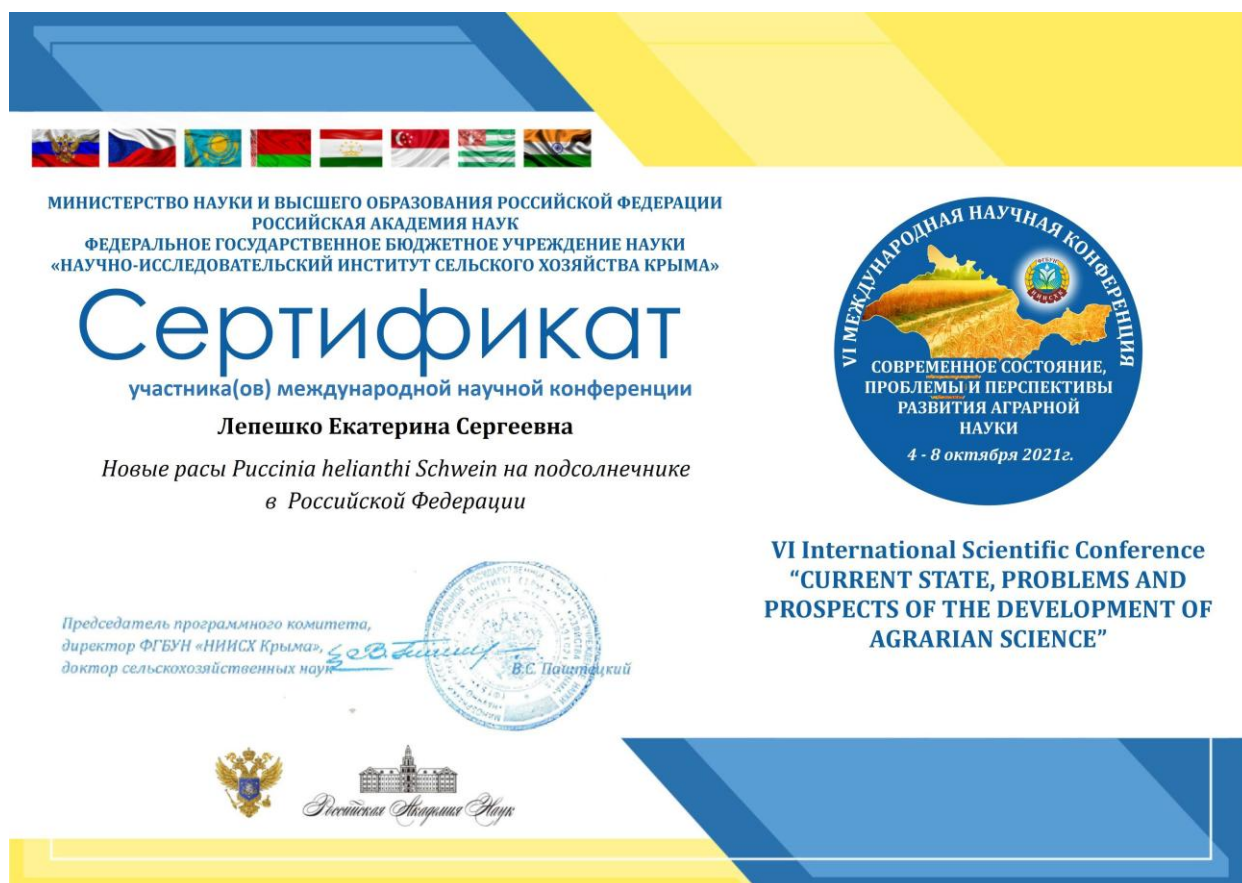 МИНИСТЕРСТВО НАУКИ И ВЫСШЕГО ОБРАЗОВАНИЯ РОССИЙСКОЙ ФЕДЕРАЦИИ
РОССИЙСКАЯ АКАДЕМИЯ НАУК
ФЕДЕРАЛЬНОЕ ГОСУДАРСТВЕННОЕ БЮДЖЕТНОЕ УЧРЕЖДЕНИЕ НАУКИ
«НАУЧНО-ИССЛЕДОВАТЕЛЬСКИЙ ИНСТИТУТ СЕЛЬСКОГО ХОЗЯЙСТВА КРЫМА»
Сертификат
участника(ов) международной научной конференции
Лепешко Екатерина Сергеевна
Новые расы Puccinia helianthi Schwein на подсолнечнике
в Российской Федерации
Председатель программного комитета,
директор ФГБУН «НИИСХ Крыма»,
доктор сельскохозяйственных наук
В.С. Паштецкий
Российская Академия Наук
VI МЕЖДУНАРОДНАЯ НАУЧНАЯ КОНФЕРЕНЦИЯ
СОВРЕМЕННОЕ СОСТОЯНИЕ,
ПРОБЛЕМЫ И ПЕРСПЕКТИВЫ
РАЗВИТИЯ АГРАРНОЙ
НАУКИ
4 - 8 октября 2021г.
VI International Scientific Conference
“CURRENT STATE, PROBLEMS AND
PROSPECTS OF THE DEVELOPMENT OF
AGRARIAN SCIENCE”